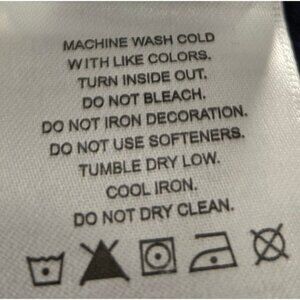 MACHINE WASH COLD
WITH LIKE COLORS.
TURN INSIDE OUT.
DO NOT BLEACH.
DO NOT IRON DECORATION.
DO NOT USE SOFTENERS.
TUMBLE DRY LOW.
COOL IRON.
DO NOT DRY CLEAN.